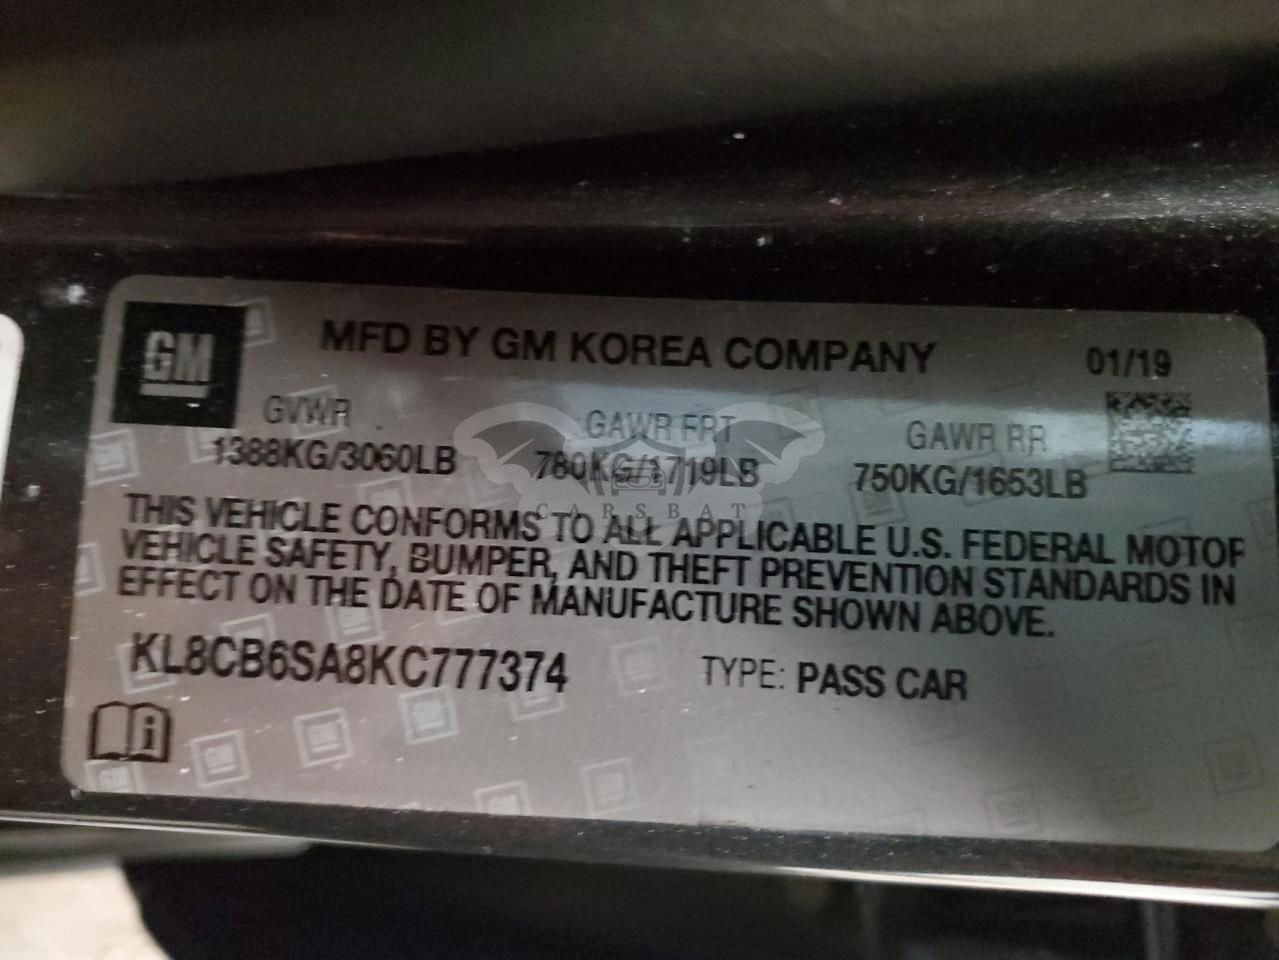 GM
MFD BY GM KOREA COMPANY 01/19
GVWR GAWR FRT GAWR RR
1388KG/3060LB 780KG/1719LB 750KG/1653LB
CARSBAT
THIS VEHICLE CONFORMS TO ALL APPLICABLE U.S. FEDERAL MOTOR
VEHICLE SAFETY, BUMPER, AND THEFT PREVENTION STANDARDS IN
EFFECT ON THE DATE OF MANUFACTURE SHOWN ABOVE.
KL8CB6SA8KC777374 TYPE: PASS CAR